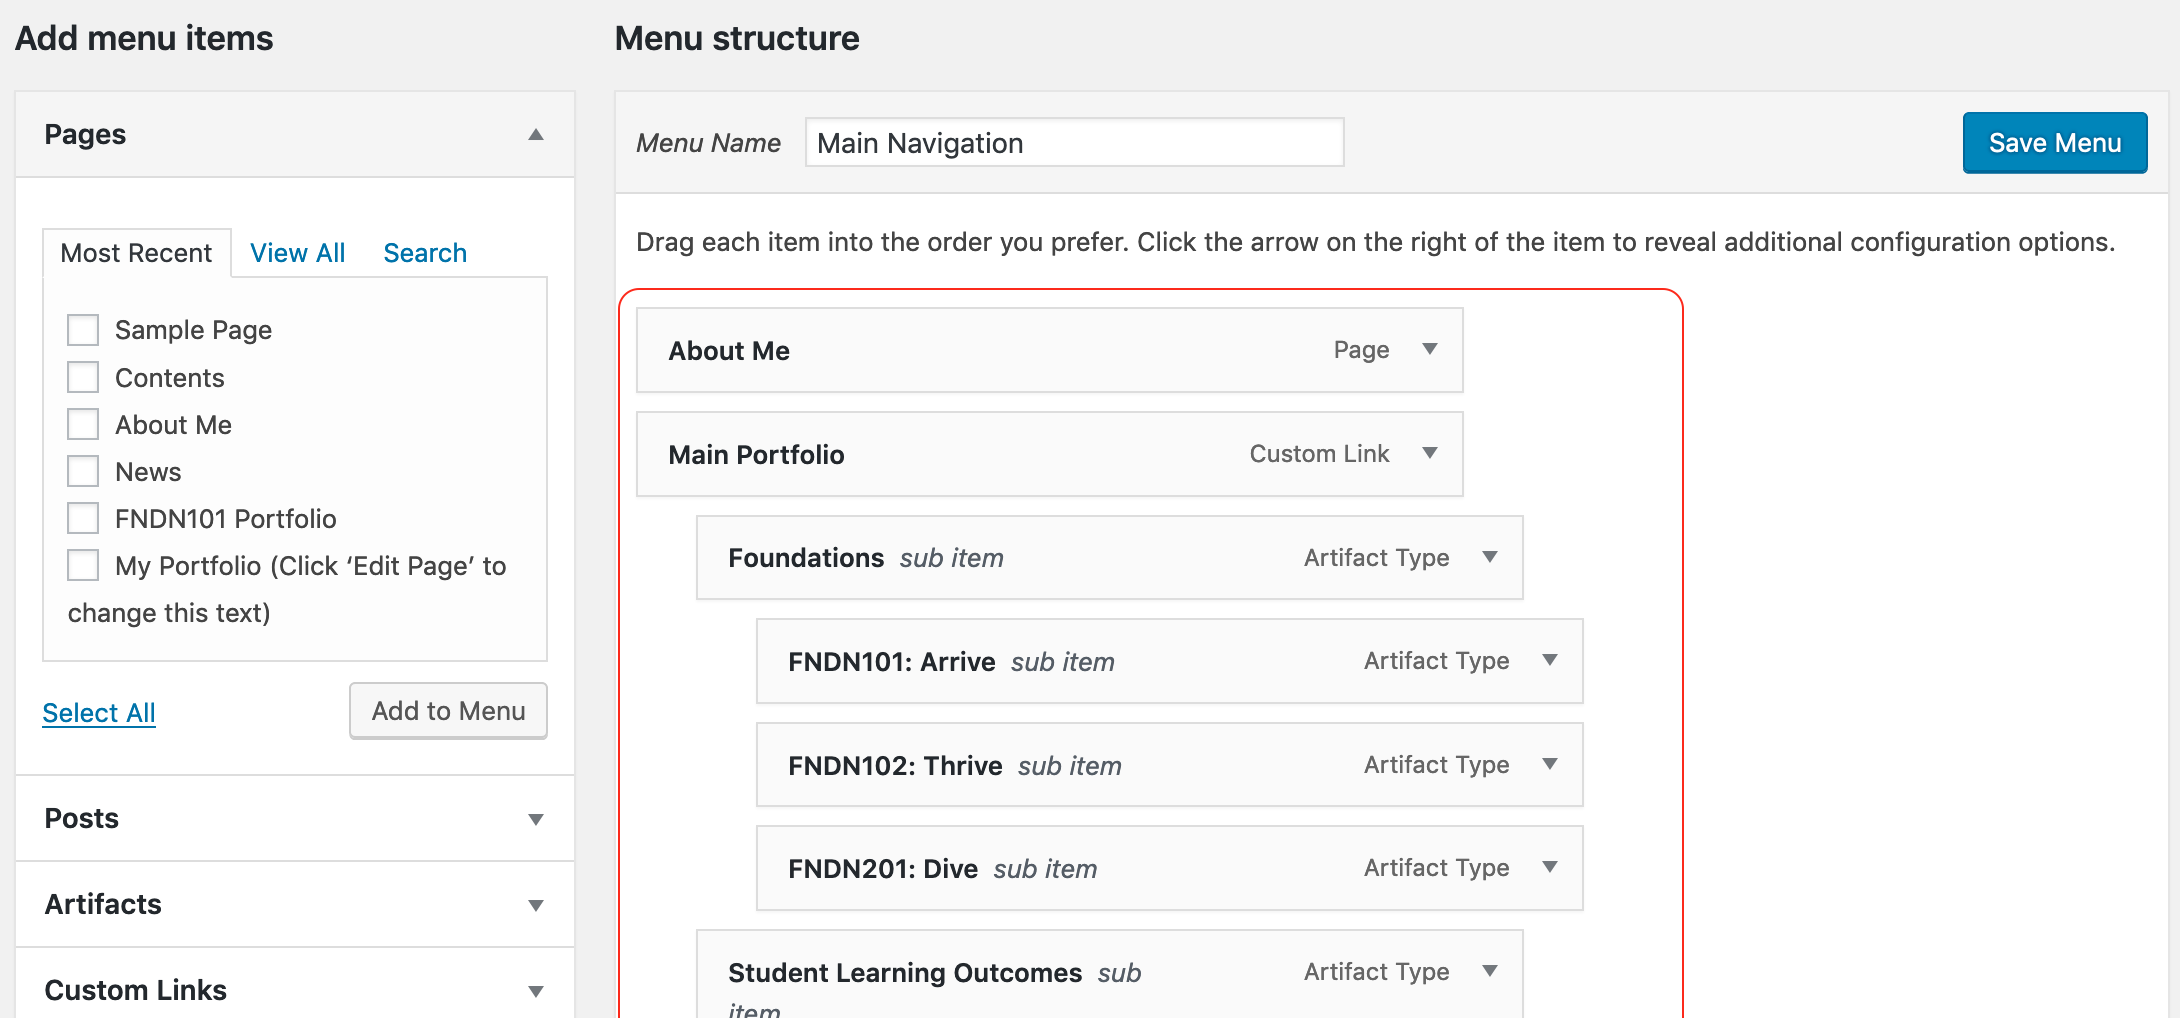 Add menu items
Pages
Most Recent View All Search
Sample Page
Contents
About Me
News
FNDN101 Portfolio
My Portfolio (Click ‘Edit Page’ to
change this text)
Select All Add to Menu
Posts
Artifacts
Custom Links
Menu structure
Menu Name Main Navigation Save Menu
Drag each item into the order you prefer. Click the arrow on the right of the item to reveal additional configuration options.
About Me Page
Main Portfolio Custom Link
Foundations sub item Artifact Type
FNDN101: Arrive sub item Artifact Type
FNDN102: Thrive sub item Artifact Type
FNDN201: Dive sub item Artifact Type
Student Learning Outcomes sub Artifact Type
item